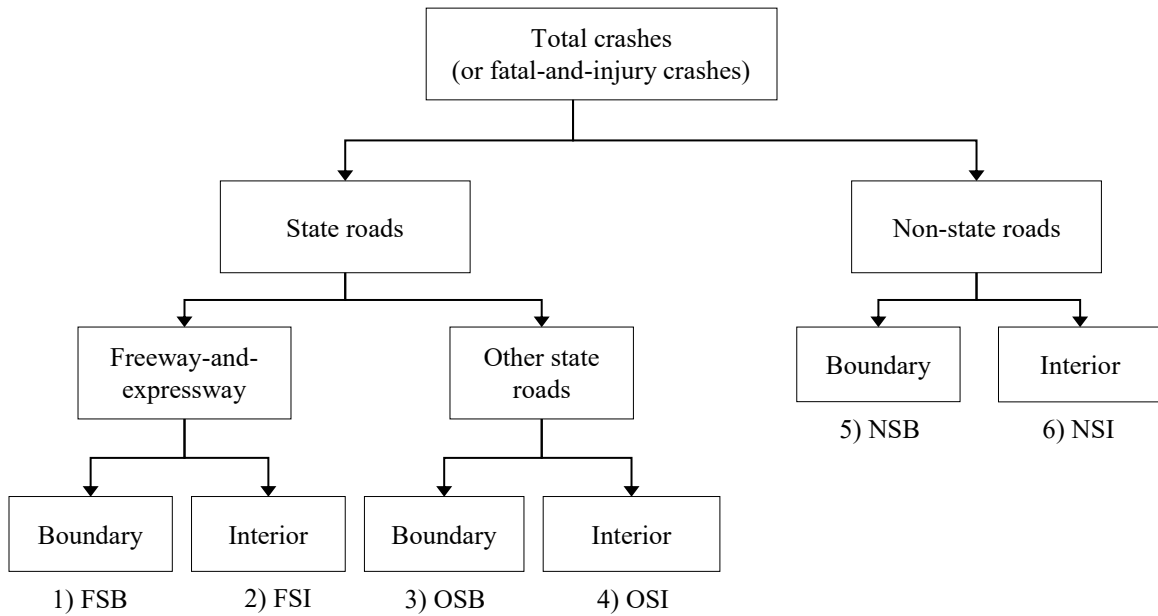 Total crashes
(or fatal-and-injury crashes)
State roads
Non-state roads
Freeway-and-
expressway
Other state
roads
Boundary
Interior
5) NSB
6) NSI
Boundary
Interior
Boundary
Interior
1) FSB
2) FSI
3) OSB
4) OSI